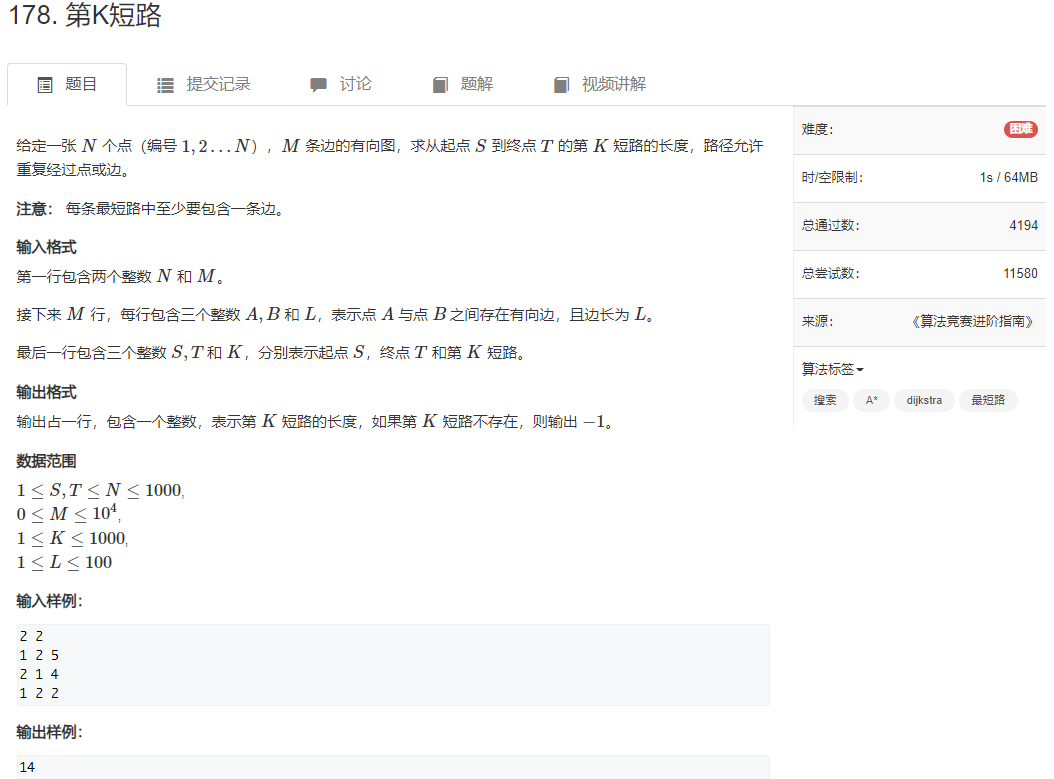 178. 第K短路
题目 提交记录 讨论 题解 视频讲解
给定一张 N 个点（编号 1, 2 … N），M 条边的有向图，求从起点 S 到终点 T 的第 K 短路的长度，路径允许
重复经过点或边。
注意： 每条最短路中至少要包含一条边。
输入格式
第一行包含两个整数 N 和 M。
接下来 M 行，每行包含三个整数 A, B 和 L，表示点 A 与点 B 之间存在有向边，且边长为 L。
最后一行包含三个整数 S, T 和 K，分别表示起点 S，终点 T 和第 K 短路。
输出格式
输出占一行，包含一个整数，表示第 K 短路的长度，如果第 K 短路不存在，则输出 −1。
数据范围
1 ≤ S, T ≤ N ≤ 1000,
0 ≤ M ≤ 10⁴,
1 ≤ K ≤ 1000,
1 ≤ L ≤ 100
输入样例：
2 2
1 2 5
2 1 4
1 2 2
输出样例：
14
难度： 困难
时/空限制： 1s / 64MB
总通过数： 4194
总尝试数： 11580
来源： 《算法竞赛进阶指南》
算法标签
搜索 A* dijkstra 最短路